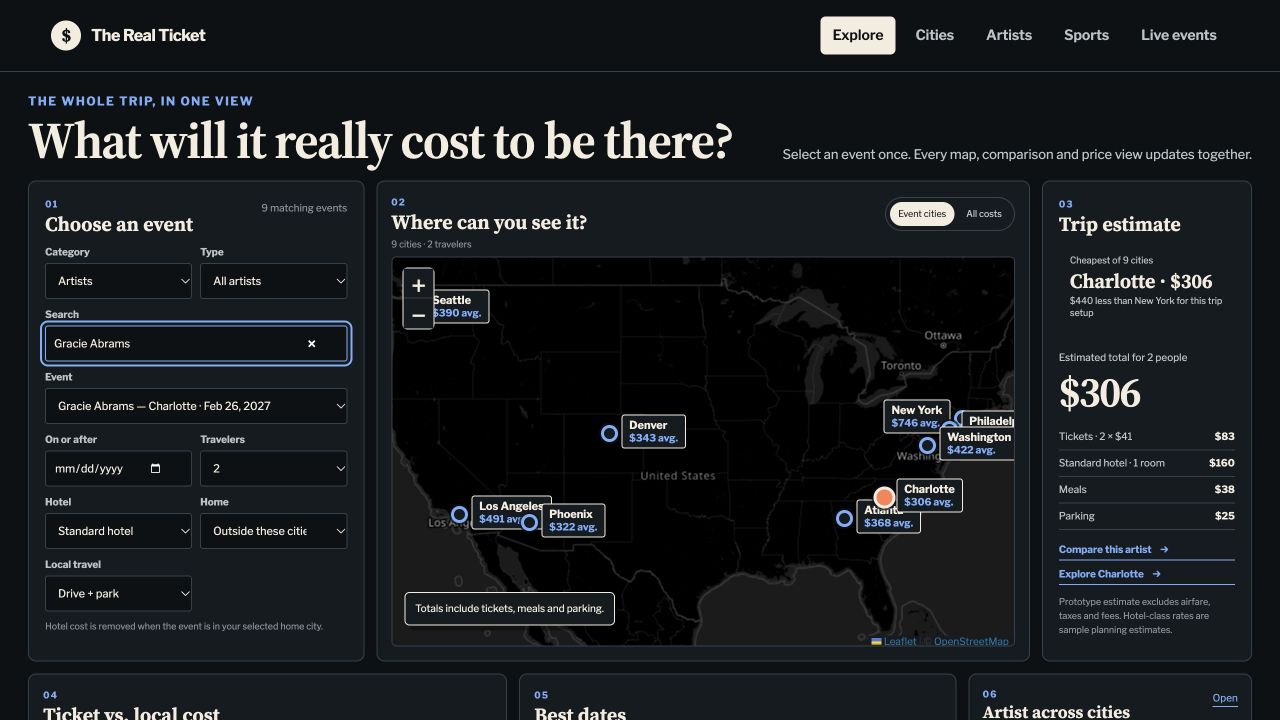 $ The Real Ticket
Explore Cities Artists Sports Live events
THE WHOLE TRIP, IN ONE VIEW
What will it really cost to be there?
Select an event once. Every map, comparison and price view updates together.
01
Choose an event
9 matching events
Category Type
Artists All artists
Search
Gracie Abrams
Event
Gracie Abrams — Charlotte · Feb 26, 2027
On or after Travelers
mm/dd/yyyy 2
Hotel Home
Standard hotel Outside these citie
Local travel
Drive + park
Hotel cost is removed when the event is in your selected home city.
02
Where can you see it?
9 cities · 2 travelers
Event cities All costs
+
−
Seattle
$390 avg.
Ottawa
Toronto
Denver
$343 avg.
New York
$746 avg.
Philadelp
Washington
$422 avg.
United States
Charlotte
$306 avg.
Atlanta
$368 avg.
Los Angeles
$491 avg.
Phoenix
$322 avg.
Totals include tickets, meals and parking.
Leaflet | © OpenStreetMap
03
Trip estimate
Cheapest of 9 cities
Charlotte · $306
$440 less than New York for this trip
setup
Estimated total for 2 people
$306
Tickets · 2 × $41 $83
Standard hotel · 1 room $160
Meals $38
Parking $25
Compare this artist →
Explore Charlotte →
Prototype estimate excludes airfare,
taxes and fees. Hotel-class rates are
sample planning estimates.
04
Ticket vs. local cost
05
Best dates
06
Artist across cities
Open